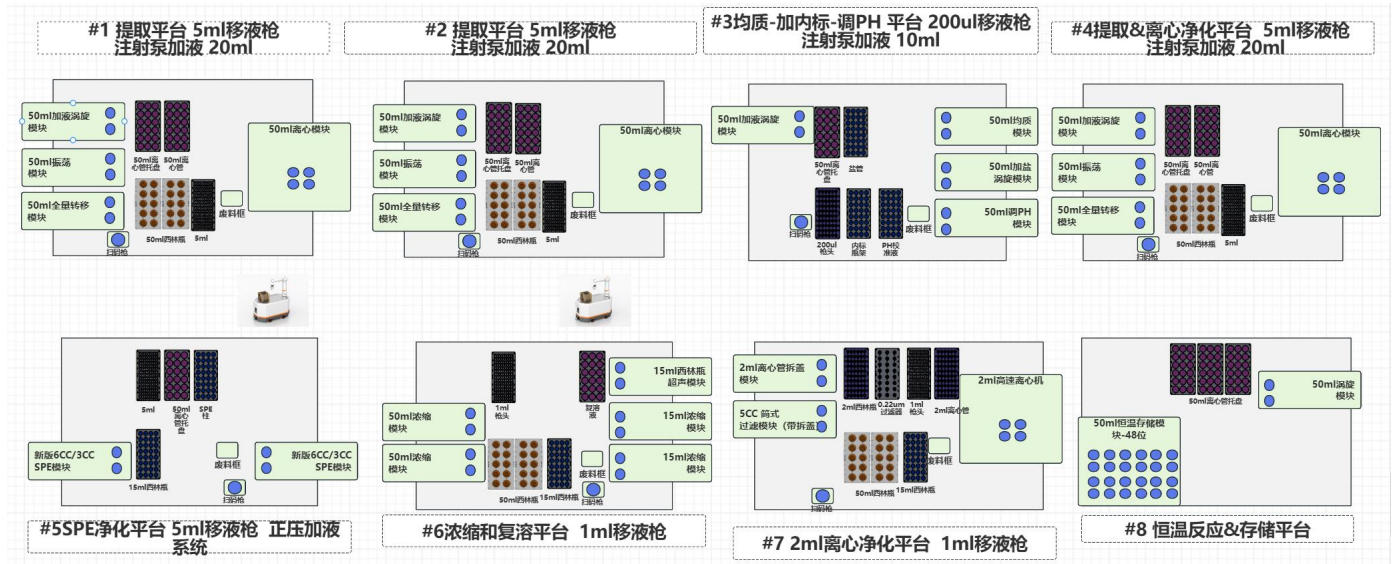 #1 提取平台 5ml移液枪
注射泵加液 20ml
50ml加液涡旋
模块
50ml振荡
模块
50ml全量转移
模块
50ml离
心管托盘
50ml离
心管
50ml西林瓶
5ml
废料框
扫码枪
50ml离心模块
#2 提取平台 5ml移液枪
注射泵加液 20ml
50ml加液涡旋
模块
50ml振荡
模块
50ml全量转移
模块
50ml离
心管托盘
50ml离
心管
50ml西林瓶
5ml
废料框
扫码枪
50ml离心模块
#3均质-加内标-调PH 平台 200ul移液枪
注射泵加液 10ml
50ml加液涡旋
模块
50ml离
心管托
盘
盐管
扫码枪
200ul
枪头
内标
瓶架
PH校
准液
废料框
50ml均质
模块
50ml加盐
涡旋模块
50ml调PH
模块
#4提取&离心净化平台 5ml移液枪
注射泵加液 20ml
50ml加液涡旋
模块
50ml振荡
模块
50ml全量转移
模块
50ml离
心管托盘
50ml离
心管
50ml西林瓶
5ml
废料框
扫码枪
50ml离心模块
5ml
50ml
离心
管托
盘
SPE
柱
新版6CC/3CC
SPE模块
15ml西林瓶
废料框
扫码枪
新版6CC/3CC
SPE模块
#5SPE净化平台 5ml移液枪 正压加液
系统
1ml
枪头
复溶
液
50ml浓缩
模块
50ml浓缩
模块
50ml西林瓶
15ml西林瓶
废料框
扫码枪
15ml西林瓶
超声模块
15ml浓缩
模块
15ml浓缩
模块
#6浓缩和复溶平台 1ml移液枪
2ml离心管拆盖
模块
5CC 筒式
过滤模块（带拆盖）
2ml西林瓶
0.22um
过滤器
1ml
枪头
2ml离心管
50ml西林瓶
15ml西林瓶
废料框
扫码枪
2ml高速离心机
#7 2ml离心净化平台 1ml移液枪
50ml离心管托盘
50ml涡旋
模块
50ml恒温存储模
块-48位
#8 恒温反应&存储平台